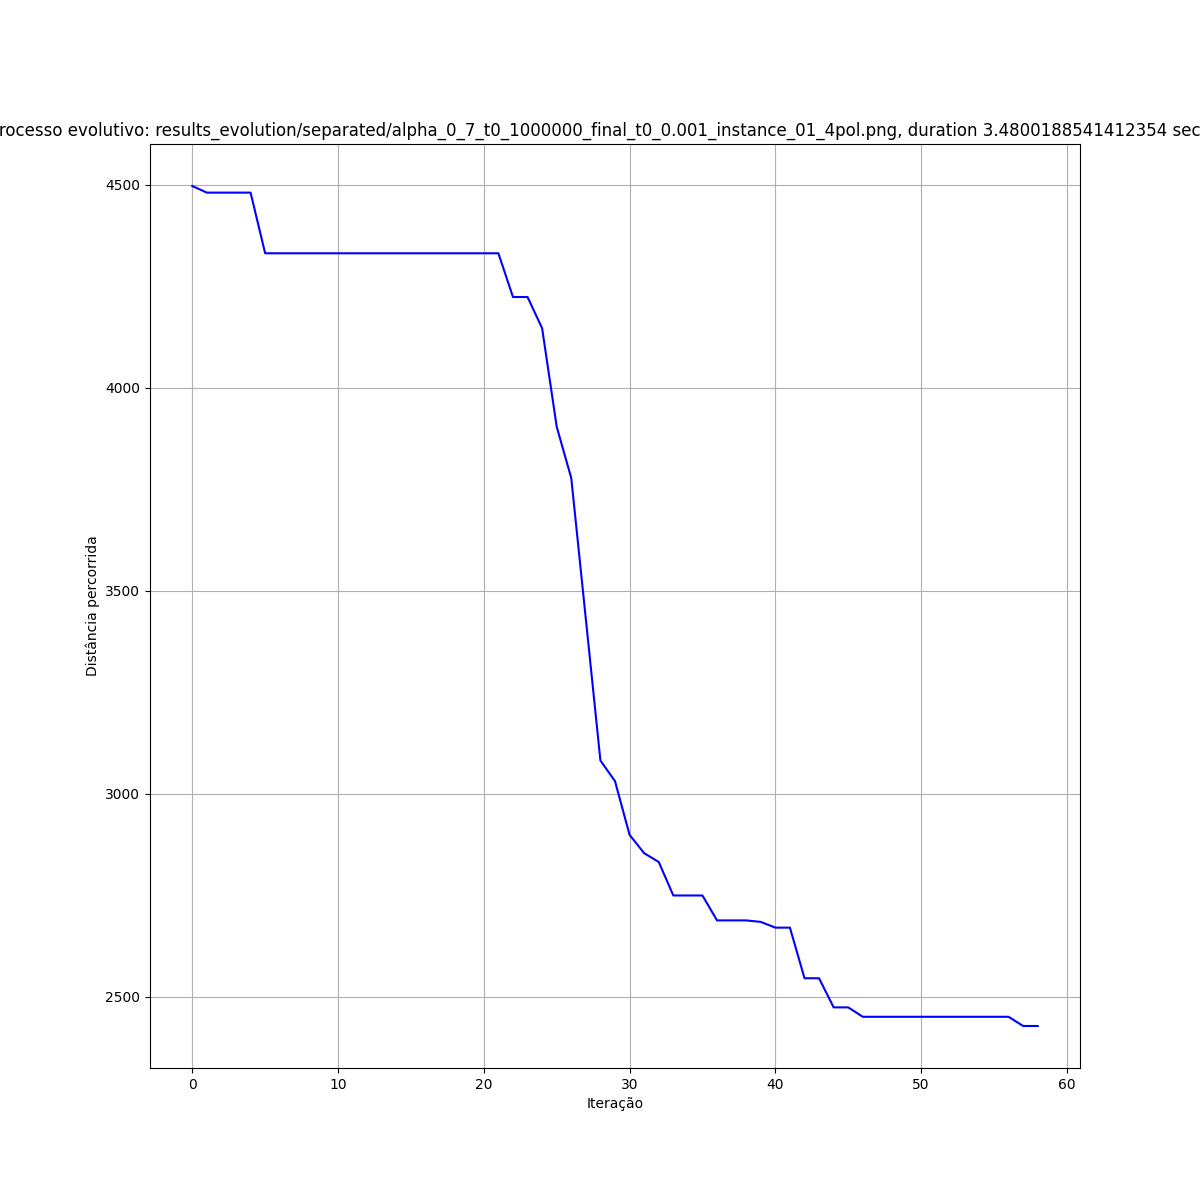 rocesso evolutivo: results_evolution/separated/alpha_0_7_t0_1000000_final_t0_0.001_instance_01_4pol.png, duration 3.4800188541412354 sec
4500
4000
3500
3000
2500
Distância percorrida
0 10 20 30 40 50 60
Iteração